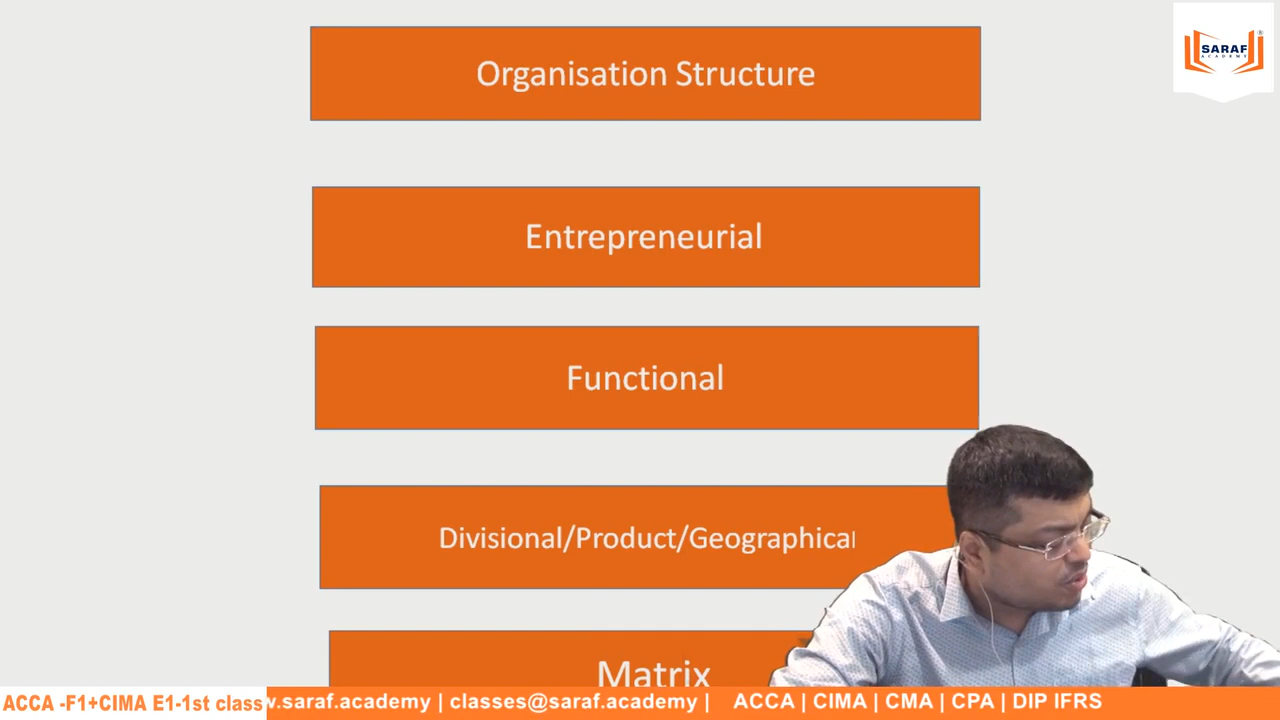 SARAF
ACADEMY
Organisation Structure
Entrepreneurial
Functional
Divisional/Product/Geographical
Matrix
ACCA -F1+CIMA E1-1st class
w.saraf.academy | classes@saraf.academy | ACCA | CIMA | CMA | CPA | DIP IFRS